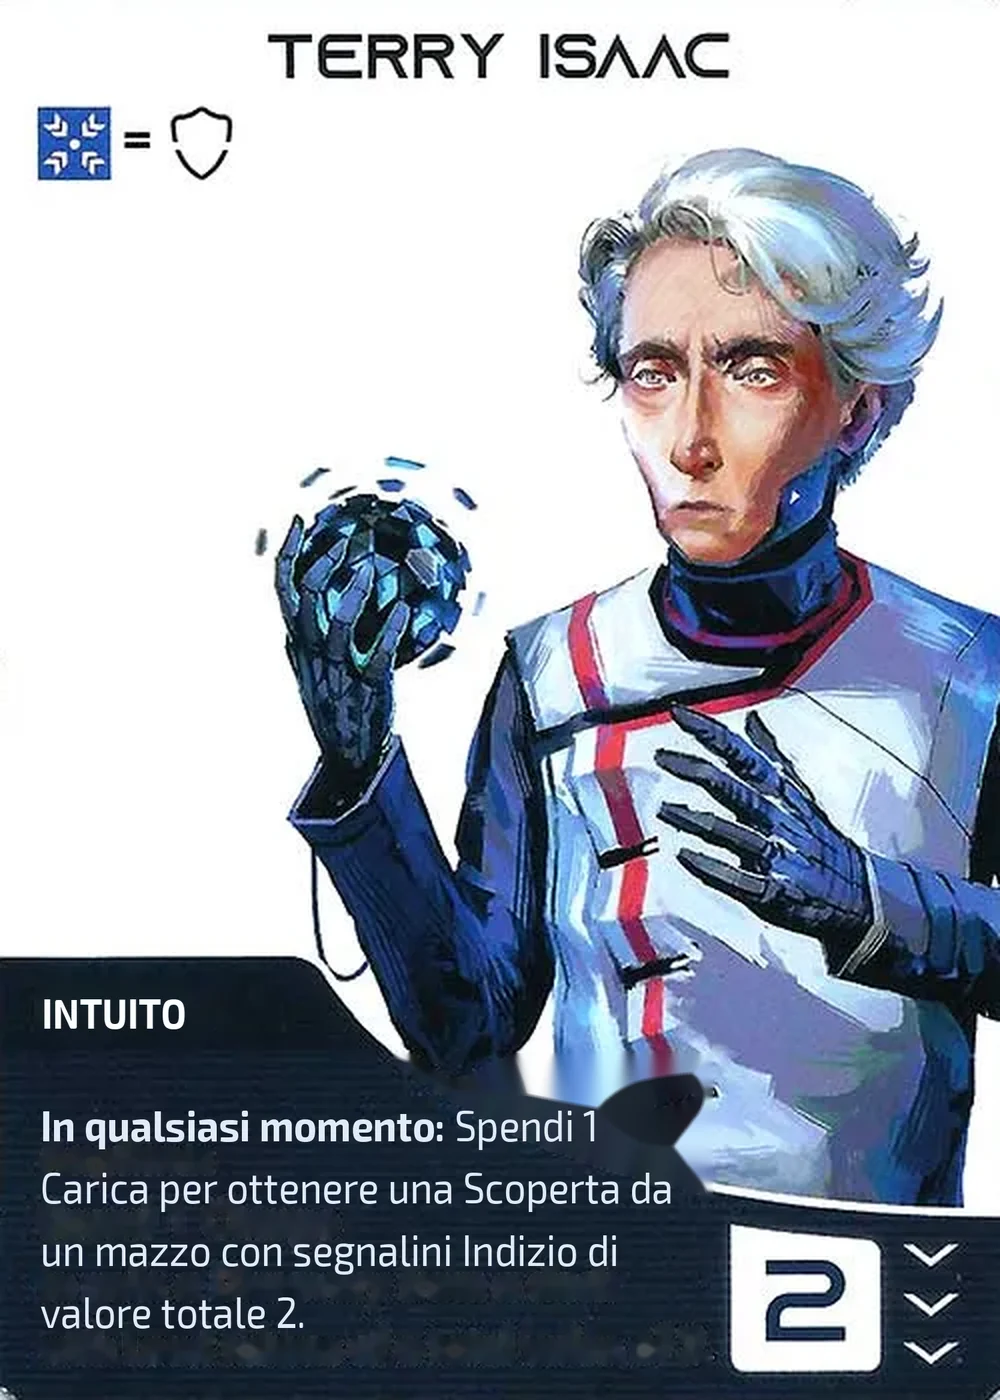 TERRY ISAAC
=
INTUITO
In qualsiasi momento: Spendi 1
Carica per ottenere una Scoperta da
un mazzo con segnalini Indizio di
valore totale 2.
2